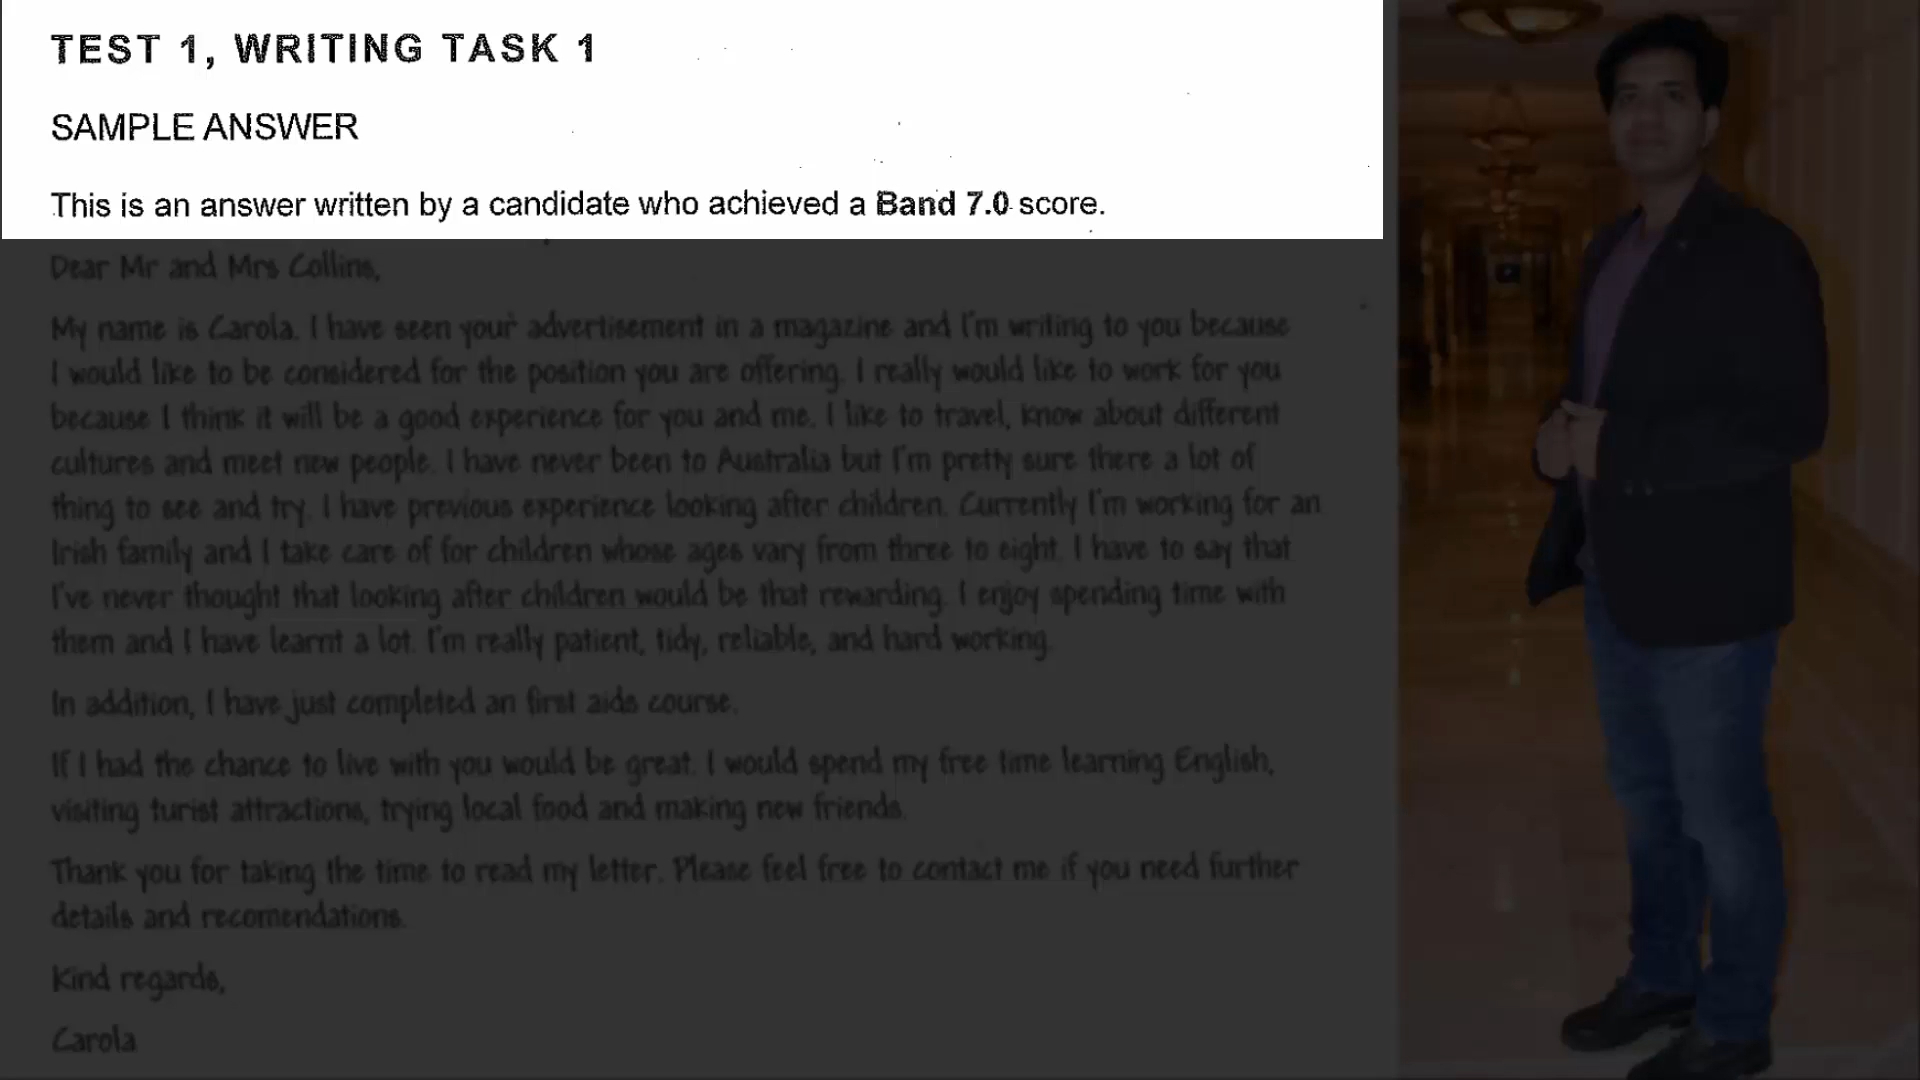 TEST 1, WRITING TASK 1
SAMPLE ANSWER
This is an answer written by a candidate who achieved a Band 7.0 score.
Dear Mr and Mrs Collins,
My name is Carola. I have seen your advertisement in a magazine and I'm writing to you because
I would like to be considered for the position you are offering. I really would like to work for you
because I think it will be a good experience for you and me. I like to travel, know about different
cultures and meet new people. I have never been to Australia but I'm pretty sure there a lot of
thing to see and try. I have previous experience looking after children. Currently I'm working for an
Irish family and I take care of for children whose ages vary from three to eight. I have to say that
I've never thought that looking after children would be that rewarding. I enjoy spending time with
them and I have learnt a lot. I'm really patient, tidy, reliable, and hard working.
In addition, I have just completed an first aids course.
If I had the chance to live with you would be great. I would spend my free time learning English,
visiting turist attractions, trying local food and making new friends.
Thank you for taking the time to read my letter. Please feel free to contact me if you need further
details and recomendations.
Kind regards,
Carola